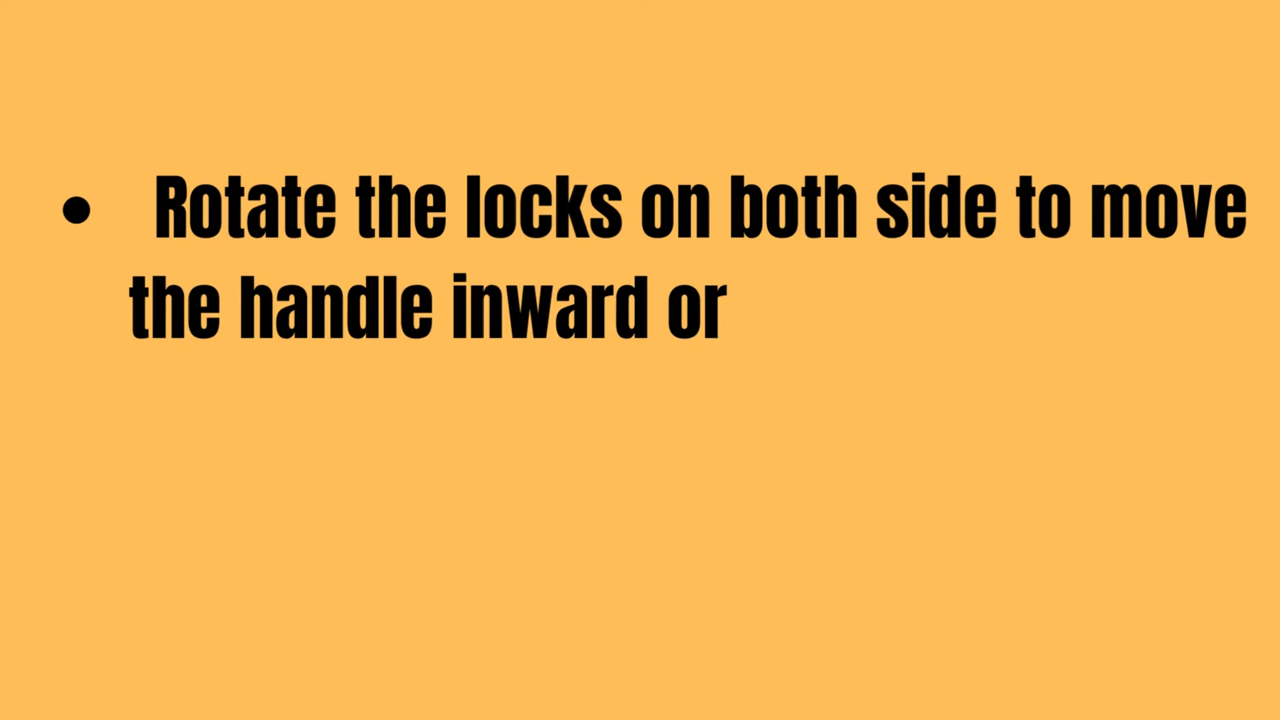 • Rotate the locks on both side to move
the handle inward or